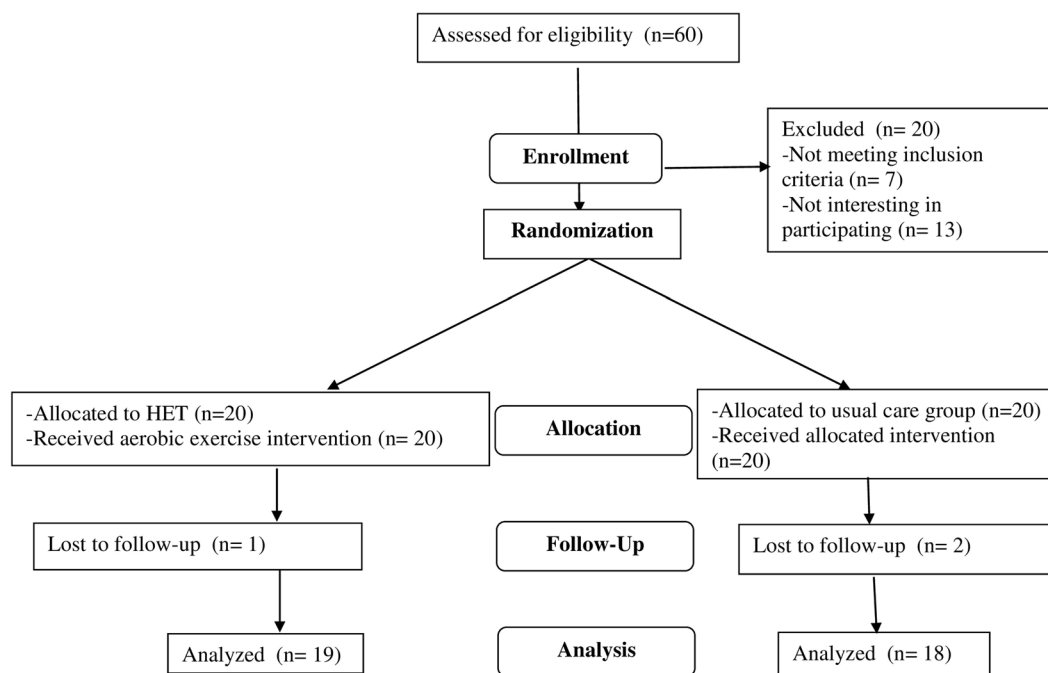 Assessed for eligibility (n=60)
Enrollment
Excluded (n= 20)
-Not meeting inclusion
criteria (n= 7)
-Not interesting in
participating (n= 13)
Randomization
-Allocated to HET (n=20)
-Received aerobic exercise intervention (n= 20)
Allocation
-Allocated to usual care group (n=20)
-Received allocated intervention
(n=20)
Lost to follow-up (n= 1)
Follow-Up
Lost to follow-up (n= 2)
Analyzed (n= 19)
Analysis
Analyzed (n= 18)